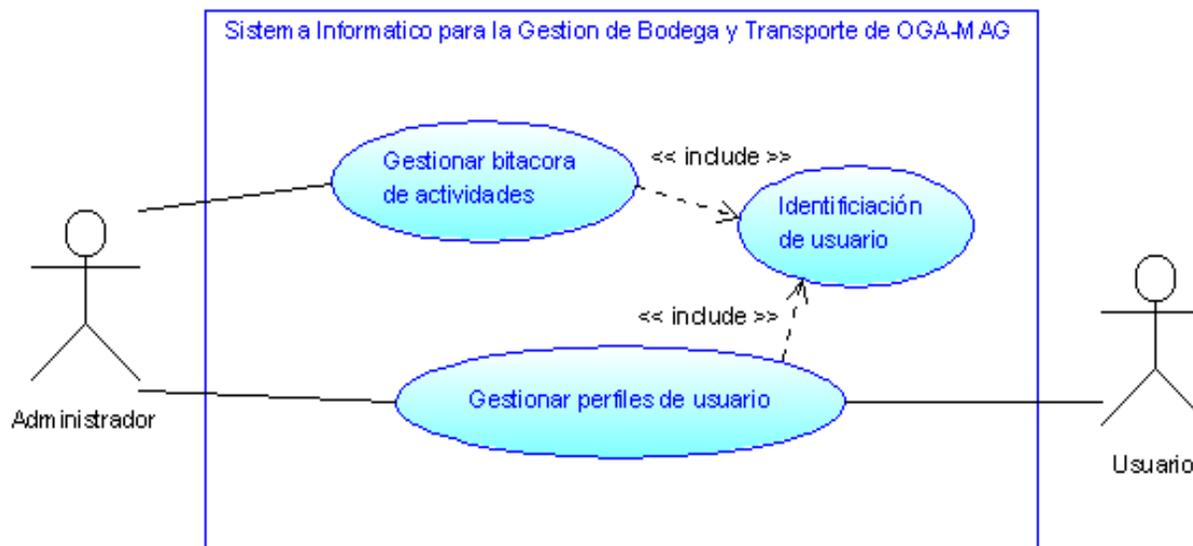 Sistema Informatico para la Gestion de Bodega y Transporte de OGA-MAG
Gestionar bitacora
de actividades
<< include >>
Identificiación
de usuario
<< include >>
Gestionar perfiles de usuario
Administrador
Usuario